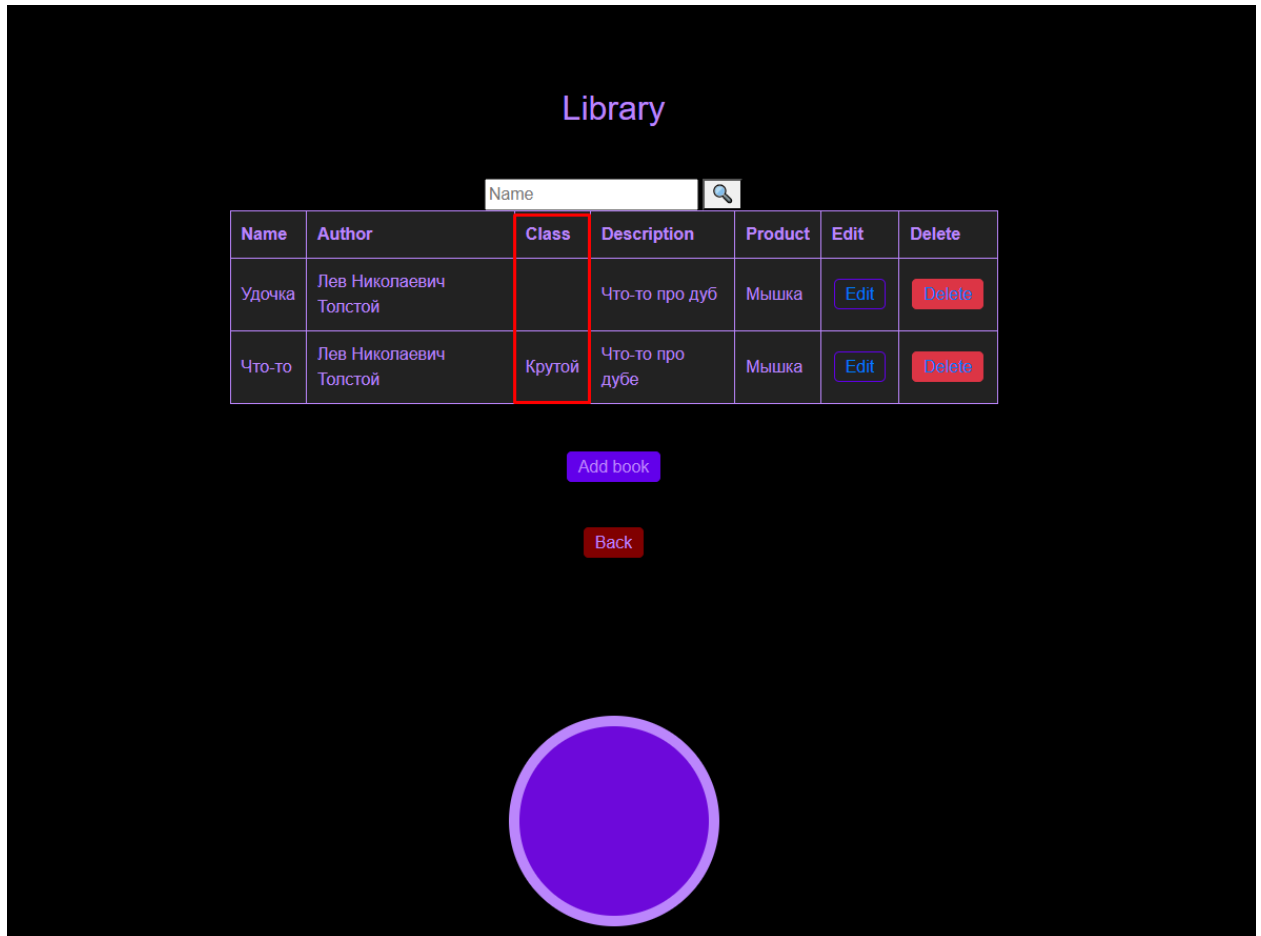 Library
Name
Name Author Class Description Product Edit Delete
Удочка Лев Николаевич Толстой Что-то про дуб Мышка Edit Delete
Что-то Лев Николаевич Толстой Крутой Что-то про дубе Мышка Edit Delete
Add book
Back